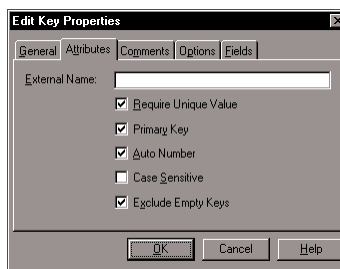 Edit Key Properties
General Attributes Comments Options Fields
External Name:
Require Unique Value
Primary Key
Auto Number
Case Sensitive
Exclude Empty Keys
OK Cancel Help